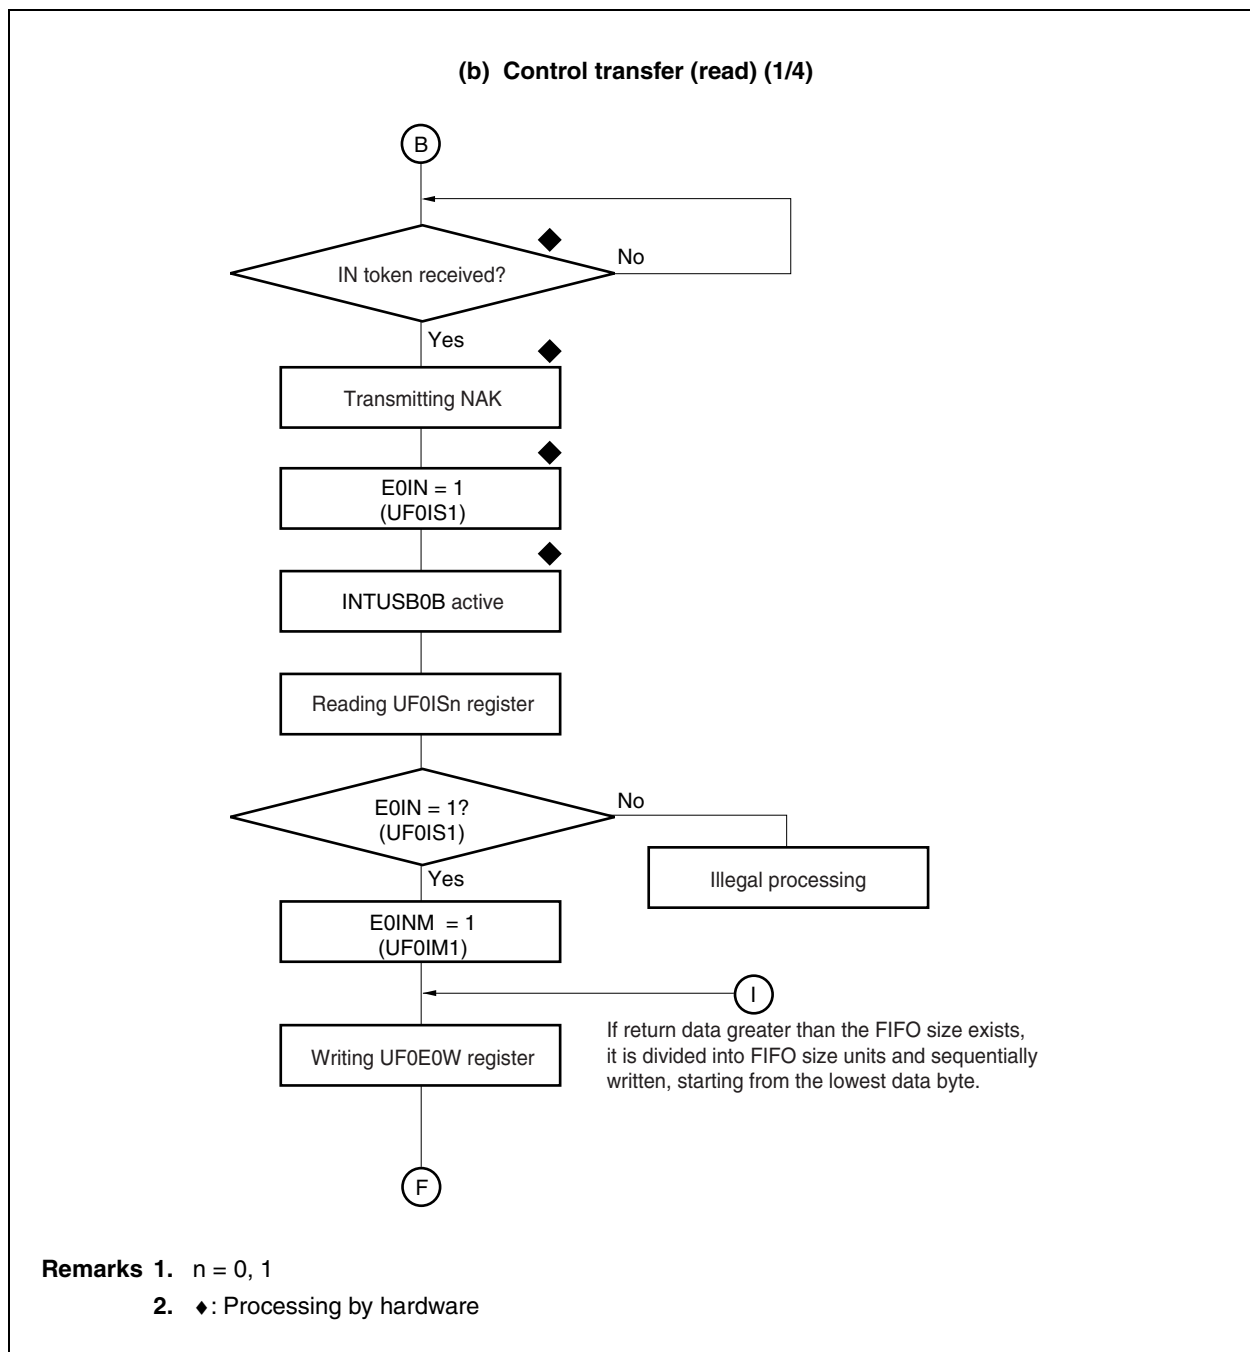 (b) Control transfer (read) (1/4)
B
IN token received?
No
Yes
Transmitting NAK
E0IN = 1
(UF0IS1)
INTUSB0B active
Reading UF0ISn register
E0IN = 1?
(UF0IS1)
No
Yes
Illegal processing
E0INM = 1
(UF0IM1)
I
If return data greater than the FIFO size exists,
it is divided into FIFO size units and sequentially
written, starting from the lowest data byte.
Writing UF0E0W register
F
Remarks 1. n = 0, 1
2. ♦: Processing by hardware